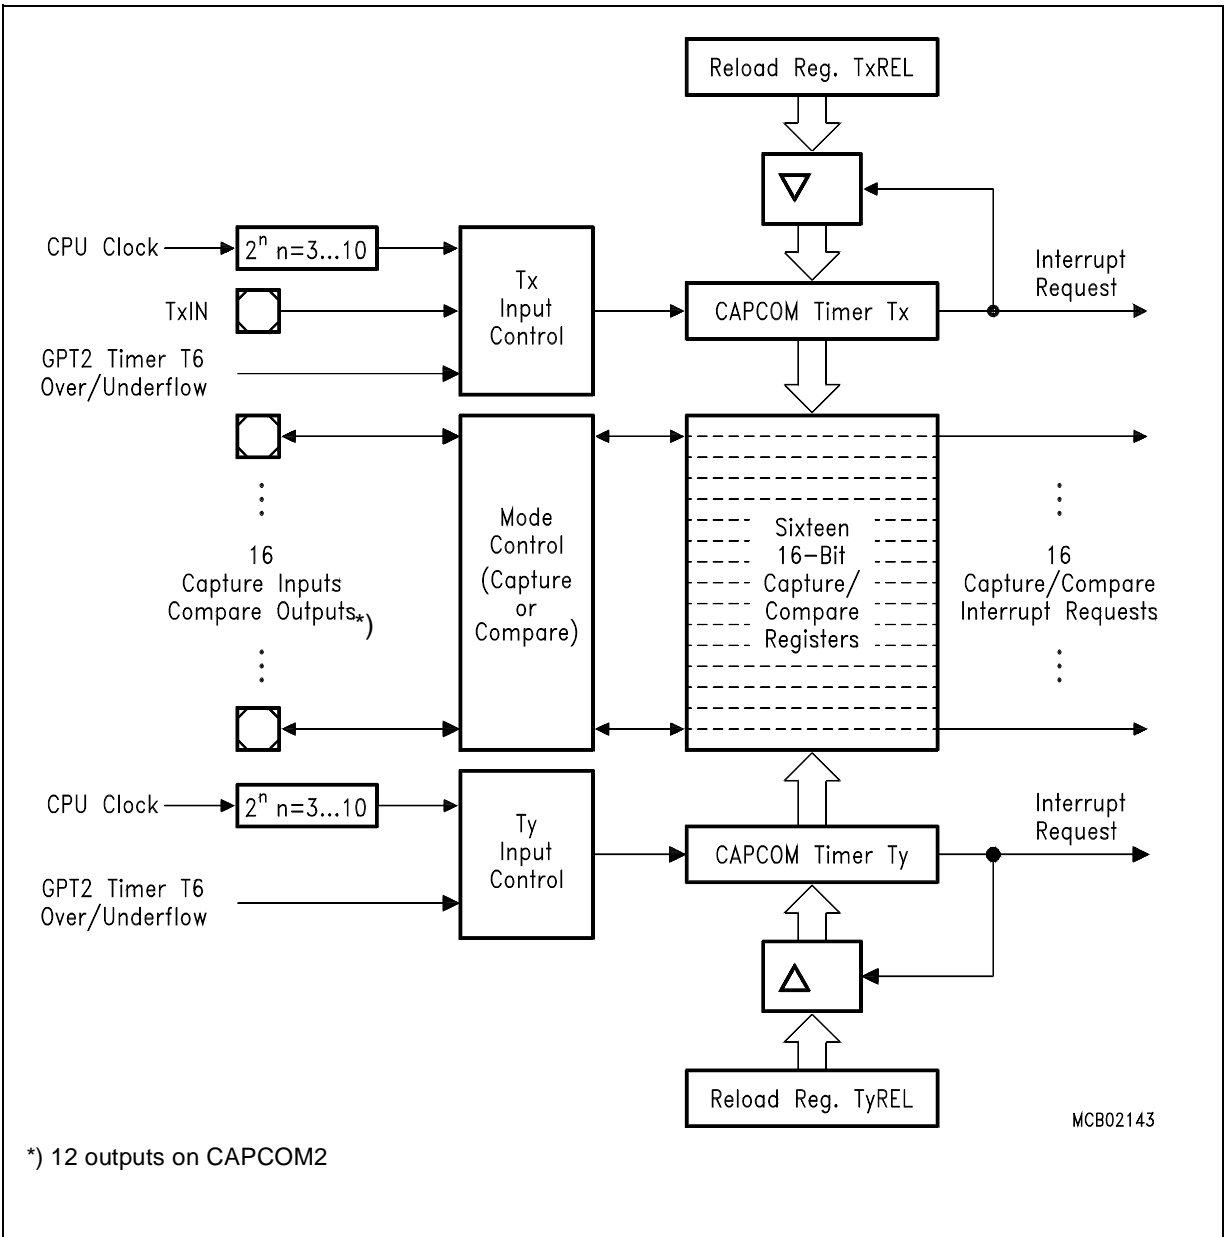 Reload Reg. TxREL
CPU Clock
2ⁿ n=3...10
TxIN
GPT2 Timer T6
Over/Underflow
Tx
Input
Control
CAPCOM Timer Tx
Interrupt
Request
16
Capture Inputs
Compare Outputs*)
Mode
Control
(Capture
or
Compare)
Sixteen
16-Bit
Capture/
Compare
Registers
16
Capture/Compare
Interrupt Requests
CPU Clock
2ⁿ n=3...10
GPT2 Timer T6
Over/Underflow
Ty
Input
Control
CAPCOM Timer Ty
Interrupt
Request
Reload Reg. TyREL
MCB02143
*) 12 outputs on CAPCOM2